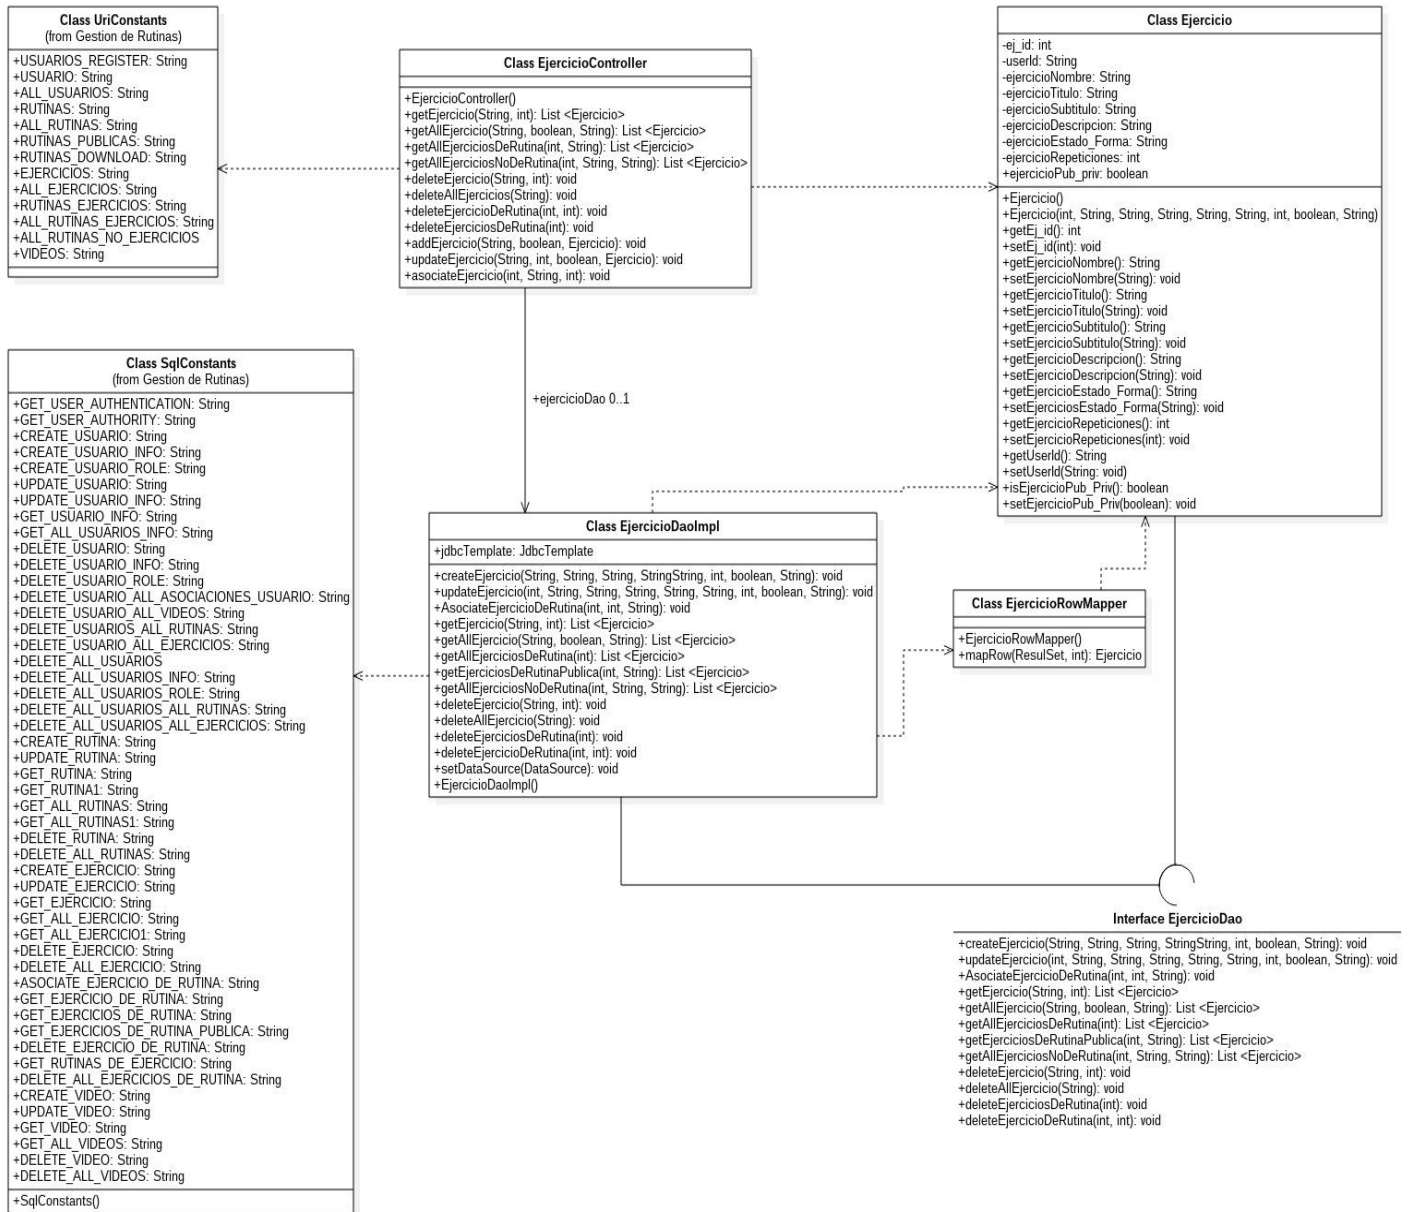 Class UriConstants
(from Gestion de Rutinas)
+USUARIOS_REGISTER: String
+USUARIO: String
+ALL_USUARIOS: String
+RUTINAS: String
+ALL_RUTINAS: String
+RUTINAS_PUBLICAS: String
+RUTINAS_DOWNLOAD: String
+EJERCICIOS: String
+ALL_EJERCICIOS: String
+RUTINAS_EJERCICIOS: String
+ALL_RUTINAS_EJERCICIOS: String
+ALL_RUTINAS_NO_EJERCICIOS
+VIDEOS: String
Class EjercicioController
+EjercicioController()
+getEjercicio(String, int): List <Ejercicio>
+getAllEjercicio(String, boolean, String): List <Ejercicio>
+getAllEjerciciosDeRutina(int, String): List <Ejercicio>
+getAllEjerciciosNoDeRutina(int, String, String): List <Ejercicio>
+deleteEjercicio(String, int): void
+deleteAllEjercicios(String): void
+deleteEjercicioDeRutina(int, int): void
+deleteEjerciciosDeRutina(int): void
+addEjercicio(String, boolean, Ejercicio): void
+updateEjercicio(String, int, boolean, Ejercicio): void
+asociateEjercicio(int, String, int): void
Class Ejercicio
-ej_id: int
-userId: String
-ejercicioNombre: String
-ejercicioTitulo: String
-ejercicioSubtitulo: String
-ejercicioDescripcion: String
-ejercicioEstado_Forma: String
-ejercicioRepeticiones: int
+ejercicioPub_priv: boolean
+Ejercicio()
+Ejercicio(int, String, String, String, String, String, int, boolean, String)
+getEj_id(): int
+setEj_id(int): void
+getEjercicioNombre(): String
+setEjercicioNombre(String): void
+getEjercicioTitulo(): String
+setEjercicioTitulo(String): void
+getEjercicioSubtitulo(): String
+setEjercicioSubtitulo(String): void
+getEjercicioDescripcion(): String
+setEjercicioDescripcion(String): void
+getEjercicioEstado_Forma(): String
+setEjerciciosEstado_Forma(String): void
+getEjercicioRepeticiones(): int
+setEjercicioRepeticiones(int): void
+getUserId(): String
+setUserId(String: void)
+isEjercicioPub_Priv(): boolean
+setEjercicioPub_Priv(boolean): void
+ejercicioDao 0..1
Class SqlConstants
(from Gestion de Rutinas)
+GET_USER_AUTHENTICATION: String
+GET_USER_AUTHORITY: String
+CREATE_USUARIO: String
+CREATE_USUARIO_INFO: String
+CREATE_USUARIO_ROLE: String
+UPDATE_USUARIO: String
+UPDATE_USUARIO_INFO: String
+GET_USUARIO_INFO: String
+GET_ALL_USUARIOS_INFO: String
+DELETE_USUARIO: String
+DELETE_USUARIO_INFO: String
+DELETE_USUARIO_ROLE: String
+DELETE_USUARIO_ALL_ASOCIACIONES_USUARIO: String
+DELETE_USUARIO_ALL_VIDEOS: String
+DELETE_USUARIOS_ALL_RUTINAS: String
+DELETE_USUARIO_ALL_EJERCICIOS: String
+DELETE_ALL_USUARIOS
+DELETE_ALL_USUARIOS_INFO: String
+DELETE_ALL_USUARIOS_ROLE: String
+DELETE_ALL_USUARIOS_ALL_RUTINAS: String
+DELETE_ALL_USUARIOS_ALL_EJERCICIOS: String
+CREATE_RUTINA: String
+UPDATE_RUTINA: String
+GET_RUTINA: String
+GET_RUTINA1: String
+GET_ALL_RUTINAS: String
+GET_ALL_RUTINAS1: String
+DELETE_RUTINA: String
+DELETE_ALL_RUTINAS: String
+CREATE_EJERCICIO: String
+UPDATE_EJERCICIO: String
+GET_EJERCICIO: String
+GET_ALL_EJERCICIO: String
+GET_ALL_EJERCICIO1: String
+DELETE_EJERCICIO: String
+DELETE_ALL_EJERCICIO: String
+ASOCIATE_EJERCICIO_DE_RUTINA: String
+GET_EJERCICIO_DE_RUTINA: String
+GET_EJERCICIOS_DE_RUTINA: String
+GET_EJERCICIOS_DE_RUTINA_PUBLICA: String
+DELETE_EJERCICIO_DE_RUTINA: String
+GET_RUTINAS_DE_EJERCICIO: String
+DELETE_ALL_EJERCICIOS_DE_RUTINA: String
+CREATE_VIDEO: String
+UPDATE_VIDEO: String
+GET_VIDEO: String
+GET_ALL_VIDEOS: String
+DELETE_VIDEO: String
+DELETE_ALL_VIDEOS: String
+SqlConstants()
Class EjercicioDaoImpl
+jdbcTemplate: JdbcTemplate
+createEjercicio(String, String, String, StringString, int, boolean, String): void
+updateEjercicio(int, String, String, String, String, String, int, boolean, String): void
+AsociateEjercicioDeRutina(int, int, String): void
+getEjercicio(String, int): List <Ejercicio>
+getAllEjercicio(String, boolean, String): List <Ejercicio>
+getAllEjerciciosDeRutina(int): List <Ejercicio>
+getEjerciciosDeRutinaPublica(int, String): List <Ejercicio>
+getAllEjerciciosNoDeRutina(int, String, String): List <Ejercicio>
+deleteEjercicio(String, int): void
+deleteAllEjercicio(String): void
+deleteEjerciciosDeRutina(int): void
+deleteEjercicioDeRutina(int, int): void
+setDataSource(DataSource): void
+EjercicioDaoImpl()
Class EjercicioRowMapper
+EjercicioRowMapper()
+mapRow(ResulSet, int): Ejercicio
Interface EjercicioDao
+createEjercicio(String, String, String, StringString, int, boolean, String): void
+updateEjercicio(int, String, String, String, String, String, int, boolean, String): void
+AsociateEjercicioDeRutina(int, int, String): void
+getEjercicio(String, int): List <Ejercicio>
+getAllEjercicio(String, boolean, String): List <Ejercicio>
+getAllEjerciciosDeRutina(int): List <Ejercicio>
+getEjerciciosDeRutinaPublica(int, String): List <Ejercicio>
+getAllEjerciciosNoDeRutina(int, String, String): List <Ejercicio>
+deleteEjercicio(String, int): void
+deleteAllEjercicio(String): void
+deleteEjerciciosDeRutina(int): void
+deleteEjercicioDeRutina(int, int): void